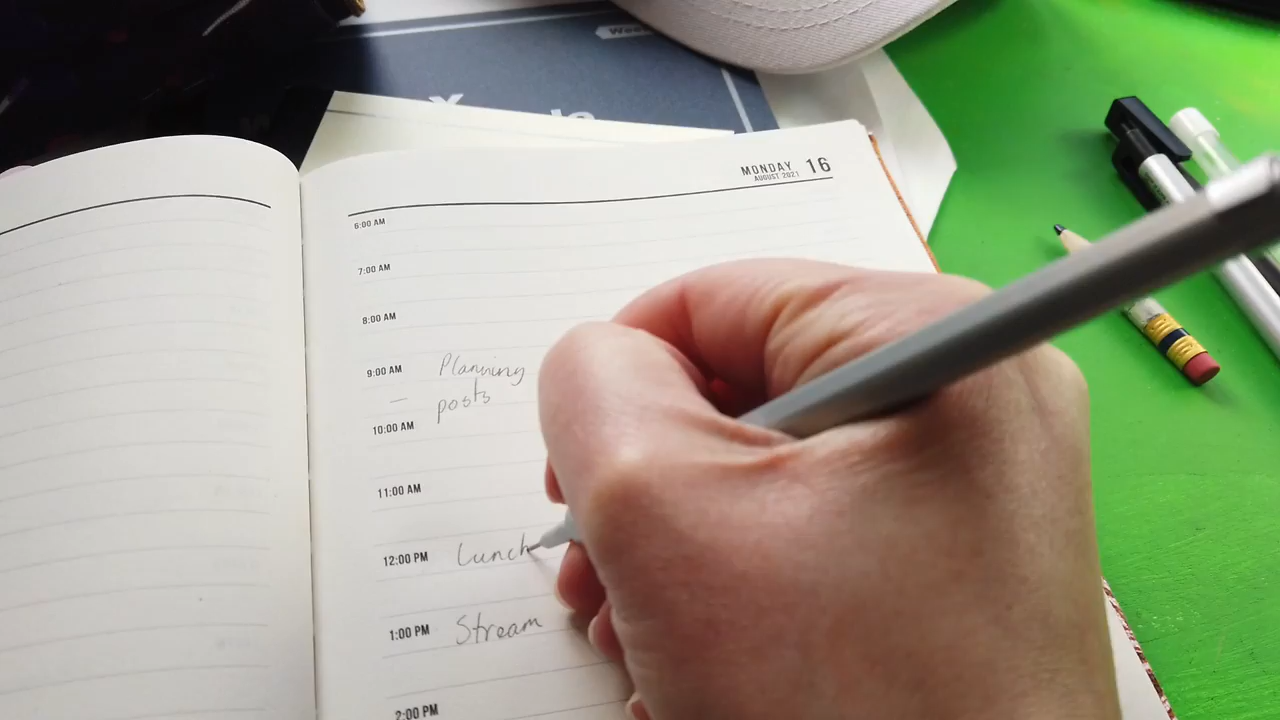 MONDAY 16
AUGUST 2021
6:00 AM
7:00 AM
8:00 AM
9:00 AM Planning
— posts
10:00 AM
11:00 AM
12:00 PM Lunch
1:00 PM Stream
2:00 PM